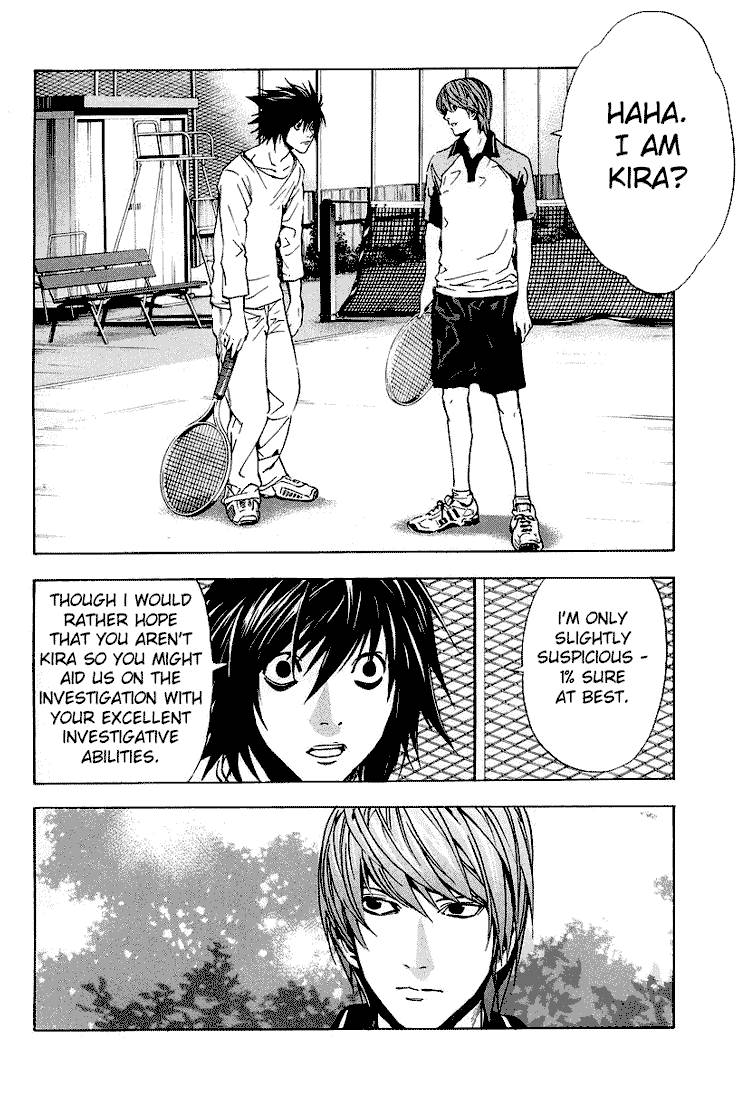 HAHA.
I AM
KIRA?
I'M ONLY
SLIGHTLY
SUSPICIOUS -
1% SURE
AT BEST.
THOUGH I WOULD
RATHER HOPE
THAT YOU AREN'T
KIRA SO YOU MIGHT
AID US ON THE
INVESTIGATION WITH
YOUR EXCELLENT
INVESTIGATIVE
ABILITIES.